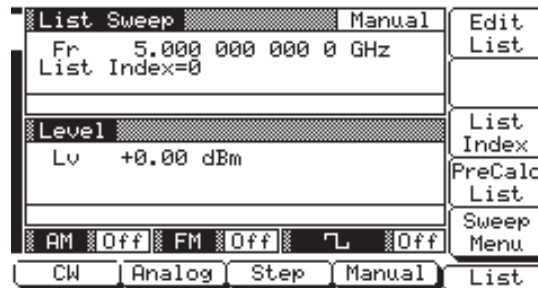 List Sweep Manual
Fr 5.000 000 000 0 GHz
List Index=0
Level
Lv +0.00 dBm
AM Off FM Off Off
CW Analog Step Manual List
Edit
List
List
Index
PreCalc
List
Sweep
Menu